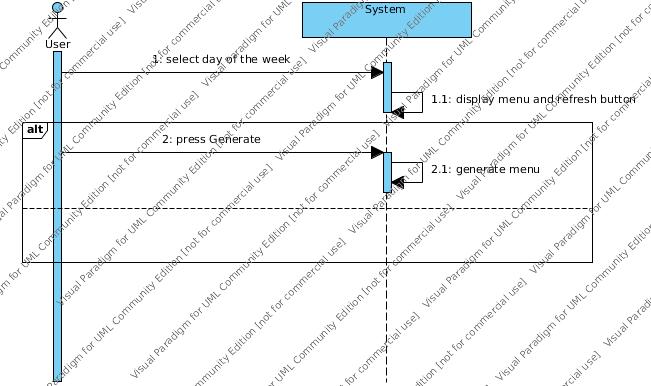 System
User
1: select day of the week
1.1: display menu and refresh button
alt
2: press Generate
2.1: generate menu
Visual Paradigm for UML Community Edition [not for commercial use]